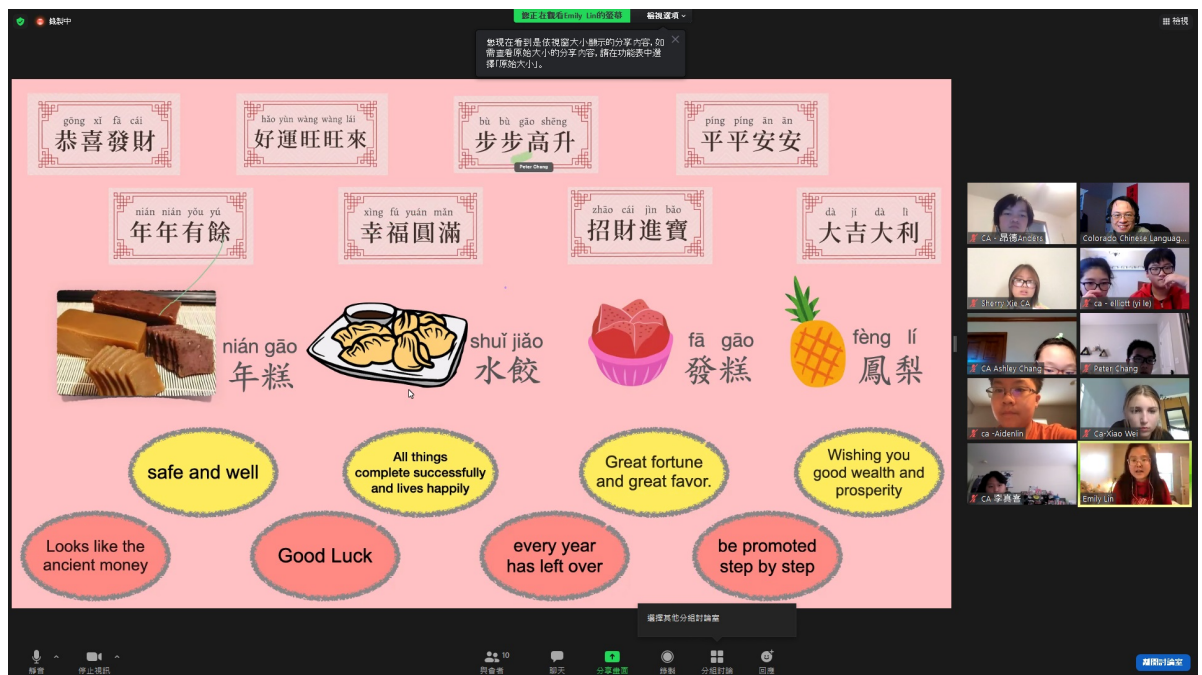 錄製中
您正在觀看Emily Lin的螢幕
檢視選項
檢視
您現在看到是依視窗大小顯示的分享內容, 如
需查看原始大小的分享內容, 請在功能表中選
擇「原始大小」。
gōng xǐ fā cái
恭喜發財
hǎo yùn wàng wàng lái
好運旺旺來
bù bù gāo shēng
步步高升
Peter Chang
píng píng ān ān
平平安安
nián nián yǒu yú
年年有餘
xìng fú yuán mǎn
幸福圓滿
zhāo cái jìn bǎo
招財進寶
dà jí dà lì
大吉大利
nián gāo
年糕
shuǐ jiǎo
水餃
fā gāo
發糕
fèng lí
鳳梨
safe and well
All things
complete successfully
and lives happily
Great fortune
and great favor.
Wishing you
good wealth and
prosperity
Looks like the
ancient money
Good Luck
every year
has left over
be promoted
step by step
CA - 昂德Anders
Colorado Chinese Languag...
Sherry Xie CA
ca - elliott (yi le)
CA Ashley Chang
Peter Chang
ca -Aidenlin
Ca-Xiao Wei
CA 李真喜
Emily Lin
選擇其他分組討論室
靜音
停止視訊
10
與會者
聊天
分享畫面
錄製
分組討論
回應
離開討論室